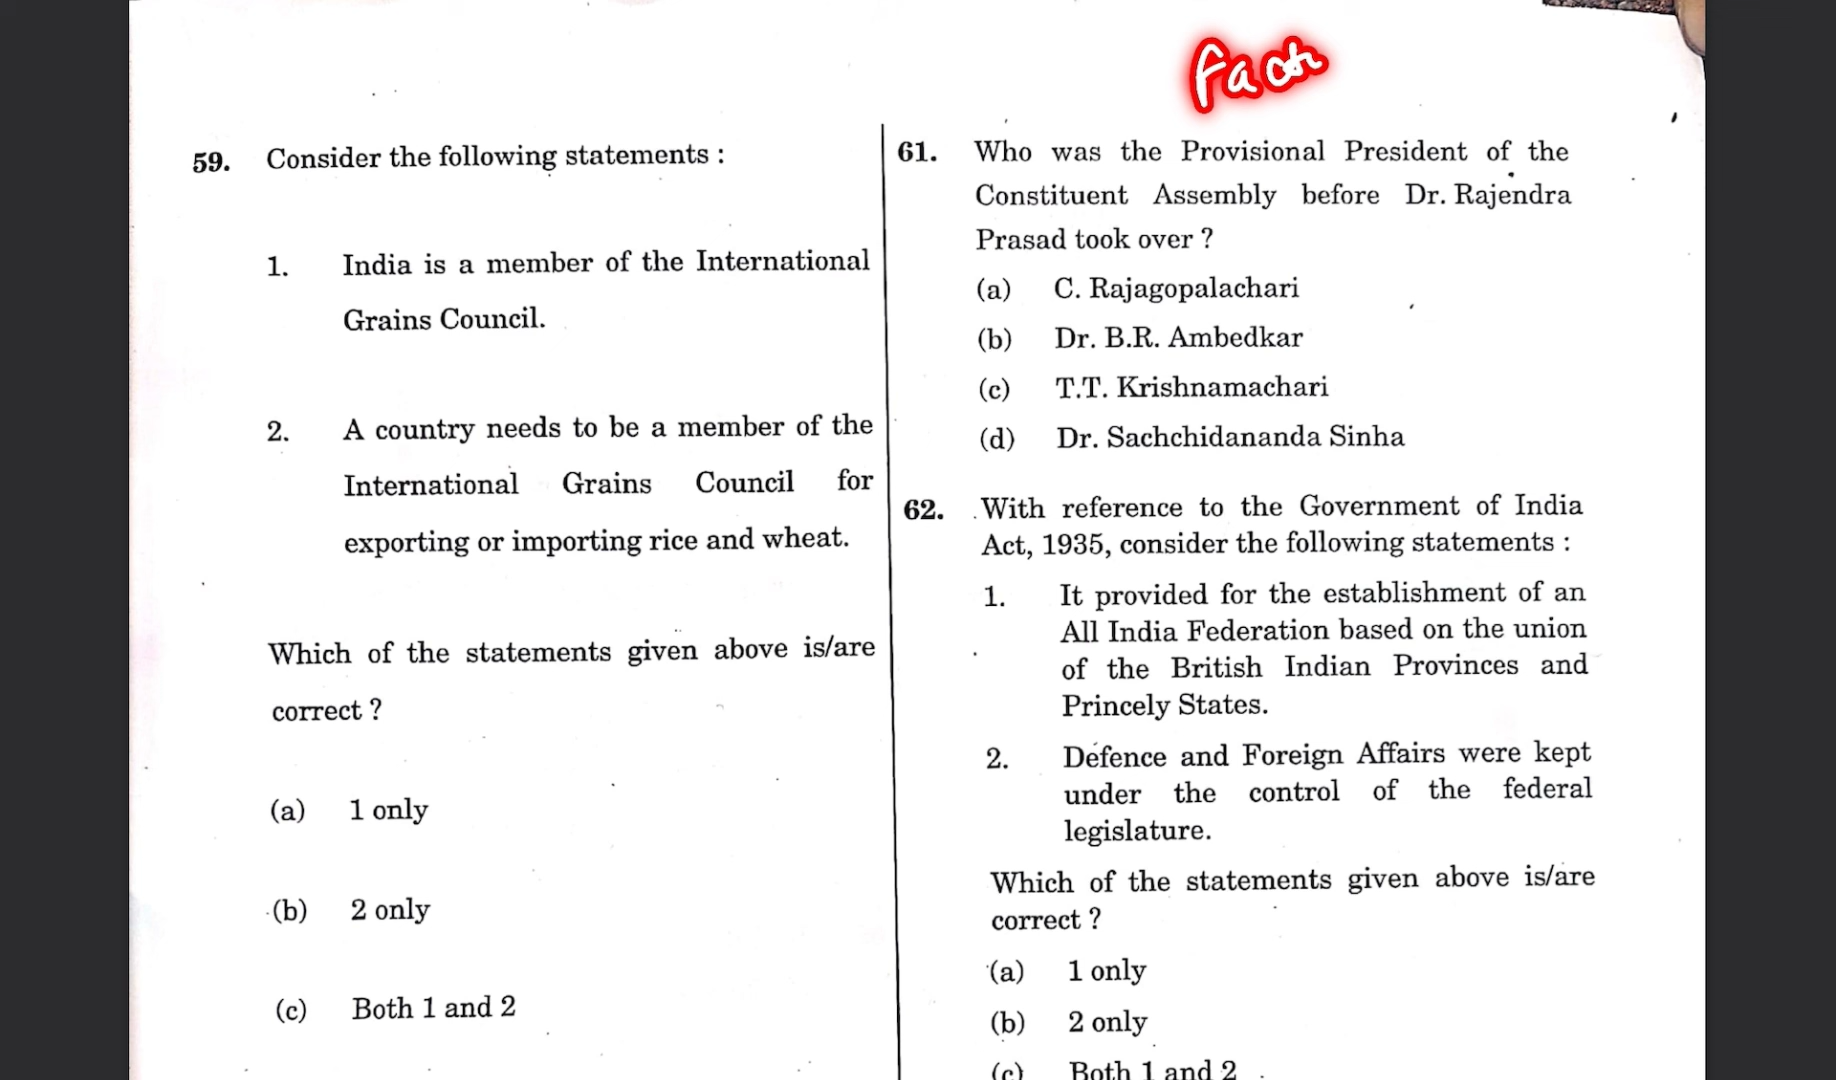 Fact
59. Consider the following statements :
1. India is a member of the International
Grains Council.
2. A country needs to be a member of the
International Grains Council for
exporting or importing rice and wheat.
Which of the statements given above is/are
correct ?
(a) 1 only
(b) 2 only
(c) Both 1 and 2
61. Who was the Provisional President of the
Constituent Assembly before Dr. Rajendra
Prasad took over ?
(a) C. Rajagopalachari
(b) Dr. B.R. Ambedkar
(c) T.T. Krishnamachari
(d) Dr. Sachchidananda Sinha
62. With reference to the Government of India
Act, 1935, consider the following statements :
1. It provided for the establishment of an
All India Federation based on the union
of the British Indian Provinces and
Princely States.
2. Defence and Foreign Affairs were kept
under the control of the federal
legislature.
Which of the statements given above is/are
correct ?
(a) 1 only
(b) 2 only
(c) Both 1 and 2